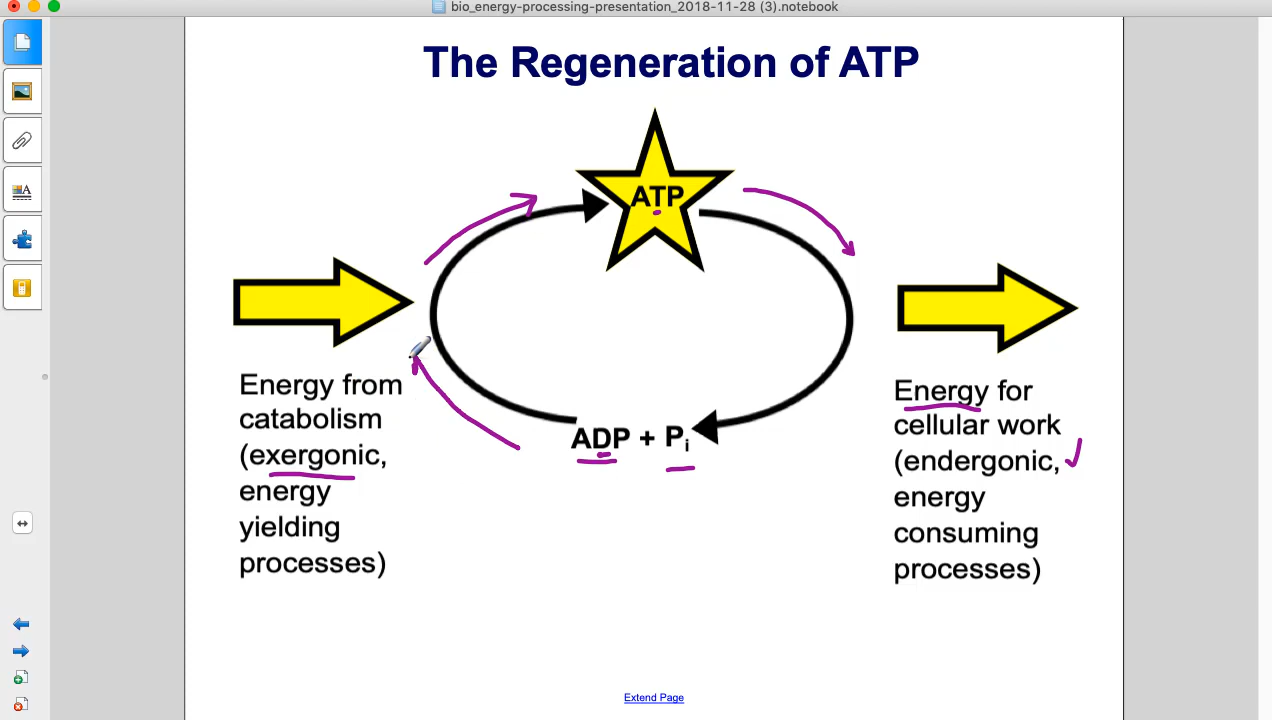 bio_energy-processing-presentation_2018-11-28 (3).notebook
The Regeneration of ATP
ATP
Energy from
catabolism
(exergonic,
energy
yielding
processes)
ADP + Pi
Energy for
cellular work
(endergonic,
energy
consuming
processes)
Extend Page